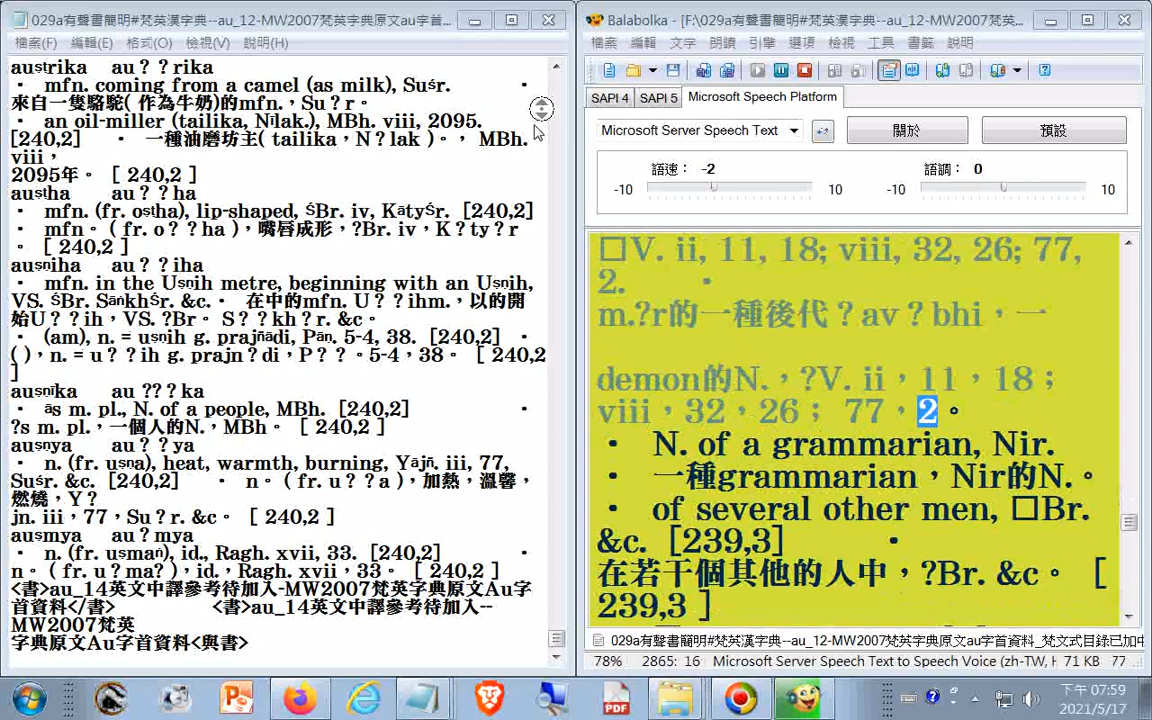 029a有聲書簡明#梵英漢字典--au_12-MW2007梵英字典原文au字首...
檔案(F) 編輯(E) 格式(O) 檢視(V) 說明(H)
auṣṭrika au？？rika
• mfn. coming from a camel (as milk), Suśr. •
來自一隻駱駝( 作為牛奶)的mfn.，Su？r。
• an oil-miller (tailika, Nīlak.), MBh. viii, 2095.
[240,2] • 一種油磨坊主( tailika，N？lak )。， MBh.
viii，
2095年。 [ 240,2 ]
auṣṭha au？？ha
• mfn. (fr. oṣṭha), lip-shaped, ŚBr. iv, KātyŚr. [240,2]
• mfn。( fr. o？？ha )，嘴唇成形，?Br. iv，K？ty？r
。 [ 240,2 ]
auṣṇiha au？？iha
• mfn. in the Uṣṇih metre, beginning with an Uṣṇih,
VS. ŚBr. SāṅkhŚr. &c. • 在中的mfn. U？？ihm.，以的開
始U？？ih，VS. ?Br。 S？？kh？r. &c。
• (am), n. = uṣṇih g. prajñādi, Pāṇ. 5-4, 38. [240,2]
( )，n. = u？？ih g. prajn？di，P？？。5-4，38。 [ 240,2
]
auṣṇīka au ???？ka
• ās m. pl., N. of a people, MBh. [240,2] •
?s m. pl.，一個人的N.，MBh。 [ 240,2 ]
auṣṇya au？？ya
• n. (fr. uṣṇa), heat, warmth, burning, Yājñ. iii, 77,
Suśr. &c. [240,2] • n。( fr. u？？a )，加熱，溫馨，
燃燒，Y？
jn. iii，77，Su？r. &c。 [ 240,2 ]
auṣmya au？mya
• n. (fr. uṣman), id., Ragh. xvii, 33. [240,2] •
n。( fr. u？ma?)，id.，Ragh. xvii，33。 [ 240,2 ]
<書>au_14英文中譯參考待加入-MW2007梵英字典原文Au字
首資料</書> <書>au_14英文中譯參考待加入--
MW2007梵英
字典原文Au字首資料<與書>
Balabolka - [F:\029a有聲書簡明#梵英漢字典--au_12-MW2007梵英...
檔案 編輯 文字 朗讀 引擎 選項 檢視 工具 書籤 說明
SAPI 4 SAPI 5 Microsoft Speech Platform
Microsoft Server Speech Text 關於 預設
語速： -2 語調： 0
-10 10 -10 10
□V. ii, 11, 18; viii, 32, 26; 77,
2. •
m.?r的一種後代？av？bhi，一
demon的N.，?V. ii，11，18；
viii，32，26； 77，2。
• N. of a grammarian, Nir.
• 一種grammarian，Nir的N.。
• of several other men, □Br.
&c. [239,3] •
在若干個其他的人中，?Br. &c。 [
239,3 ]
029a有聲書簡明#梵英漢字典--au_12-MW2007梵英字典原文au字首資料_梵文式目錄已加中
78% 2865: 16 Microsoft Server Speech Text to Speech Voice (zh-TW, H 71 KB 77
下午 07:59
2021/5/17